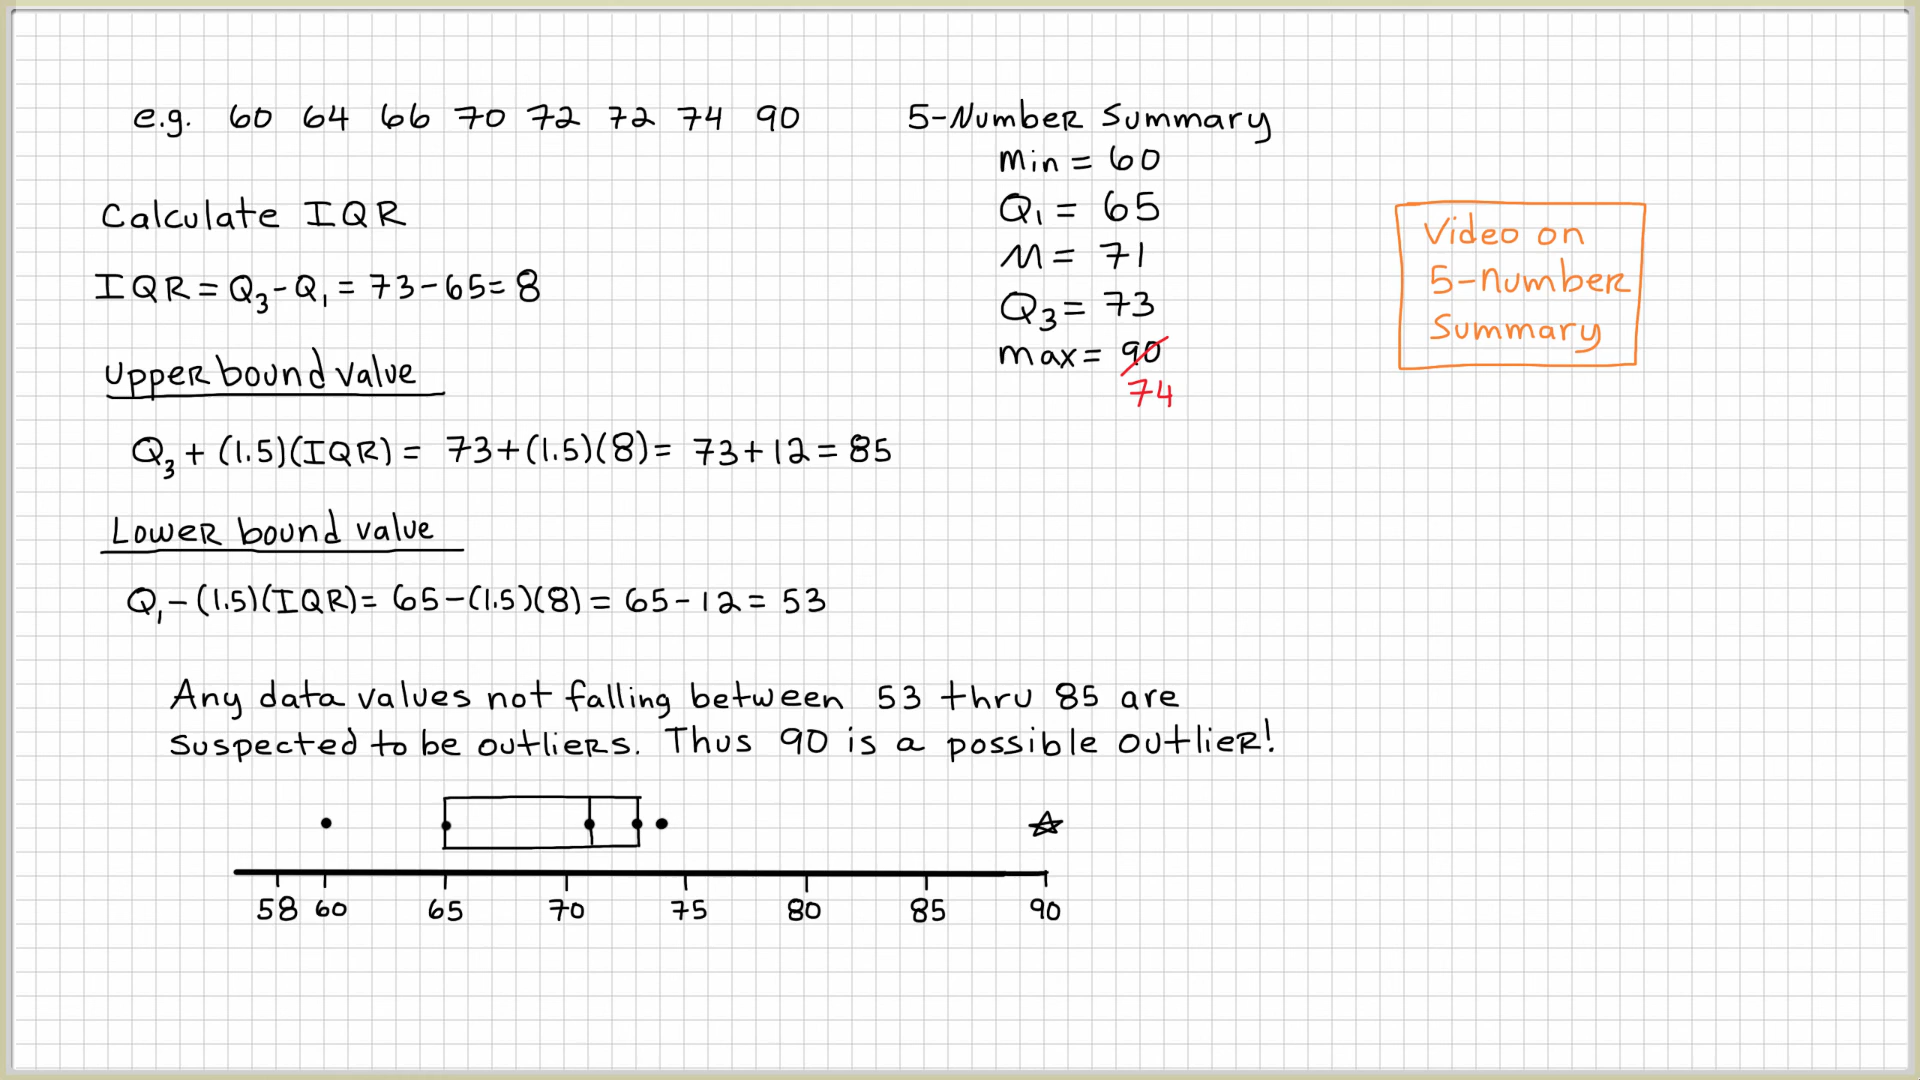 e.g. 60 64 66 70 72 72 74 90
Calculate IQR
IQR = Q₃ - Q₁ = 73 - 65 = 8
Upper bound value
Q₃ + (1.5)(IQR) = 73 + (1.5)(8) = 73 + 12 = 85
Lower bound value
Q₁ - (1.5)(IQR) = 65 - (1.5)(8) = 65 - 12 = 53
5-Number Summary
min = 60
Q₁ = 65
M = 71
Q₃ = 73
max = 90
74
Video on
5-number
Summary
Any data values not falling between 53 thru 85 are
suspected to be outliers. Thus 90 is a possible outlier!
58 60 65 70 75 80 85 90